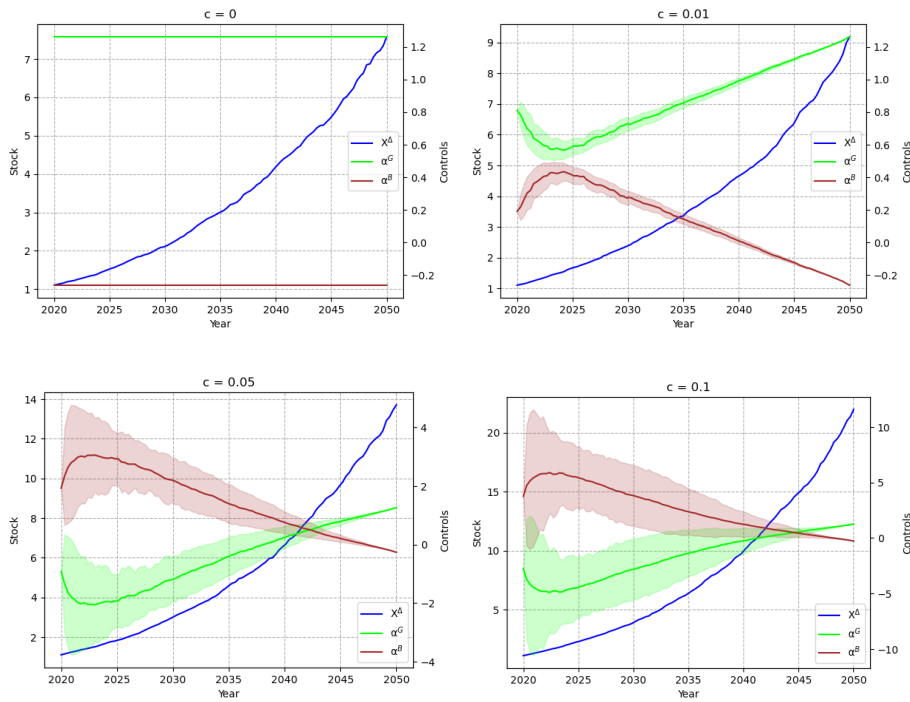 c = 0
7
6
5
4
3
2
1
Stock
1.2
1.0
0.8
0.6
0.4
0.2
0.0
−0.2
Controls
X^Δ
α^G
α^B
2020 2025 2030 2035 2040 2045 2050
Year
c = 0.01
9
8
7
6
5
4
3
2
1
Stock
1.2
1.0
0.8
0.6
0.4
0.2
0.0
−0.2
Controls
X^Δ
α^G
α^B
2020 2025 2030 2035 2040 2045 2050
Year
c = 0.05
14
12
10
8
6
4
2
Stock
4
2
0
−2
−4
Controls
X^Δ
α^G
α^B
2020 2025 2030 2035 2040 2045 2050
Year
c = 0.1
20
15
10
5
Stock
10
5
0
−5
−10
Controls
X^Δ
α^G
α^B
2020 2025 2030 2035 2040 2045 2050
Year